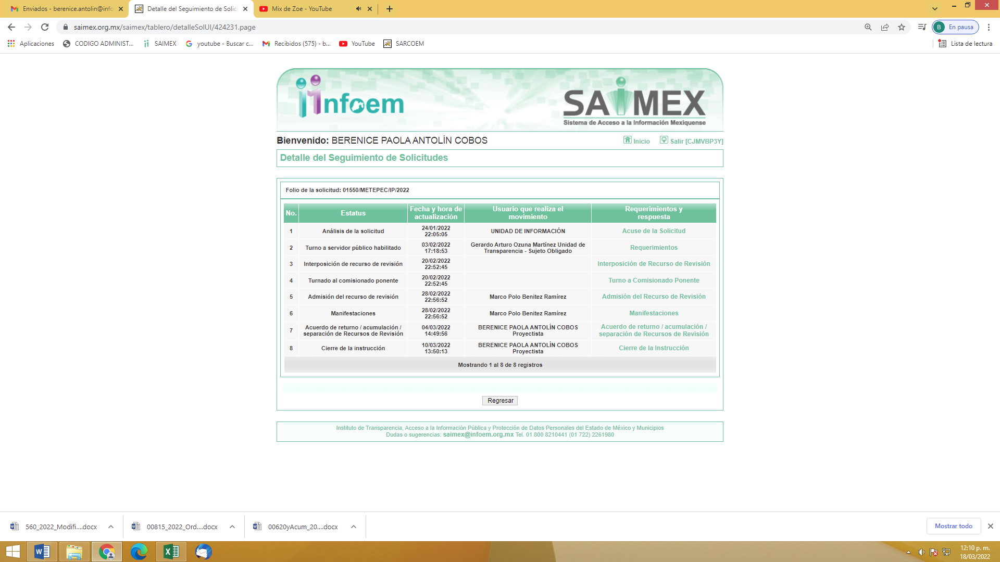 Enviados - berenice.antolin@info
Detalle del Seguimiento de Solic
Mix de Zoe - YouTube
saimex.org.mx/saimex/tablero/detalleSolUI/424231.page
B
En pausa
Aplicaciones
CODIGO ADMINIST...
SAIMEX
youtube - Buscar c...
Recibidos (575) - b...
YouTube
SARCOEM
Lista de lectura
infoem
SAIMEX
Sistema de Acceso a la Información Mexiquense
Bienvenido: BERENICE PAOLA ANTOLÍN COBOS
Inicio
Salir [CJMVBP3Y]
Detalle del Seguimiento de Solicitudes
Folio de la solicitud: 01550/METEPEC/IP/2022
No.
Estatus
Fecha y hora de
actualización
Usuario que realiza el
movimiento
Requerimientos y
respuesta
1
Análisis de la solicitud
24/01/2022
22:05:05
UNIDAD DE INFORMACIÓN
Acuse de la Solicitud
2
Turno a servidor público habilitado
03/02/2022
17:18:53
Gerardo Arturo Ozuna Martínez Unidad de
Transparencia - Sujeto Obligado
Requerimientos
3
Interposición de recurso de revisión
20/02/2022
22:52:45
Interposición de Recurso de Revisión
4
Turnado al comisionado ponente
20/02/2022
22:52:45
Turno a Comisionado Ponente
5
Admisión del recurso de revisión
28/02/2022
22:56:52
Marco Polo Benitez Ramírez
Admisión del Recurso de Revisión
6
Manifestaciones
28/02/2022
22:56:52
Marco Polo Benitez Ramírez
Manifestaciones
7
Acuerdo de returno / acumulación /
separación de Recursos de Revisión
04/03/2022
14:49:56
BERENICE PAOLA ANTOLÍN COBOS
Proyectista
Acuerdo de returno / acumulación /
separación de Recursos de Revisión
8
Cierre de la instrucción
10/03/2022
13:50:13
BERENICE PAOLA ANTOLÍN COBOS
Proyectista
Cierre de la Instrucción
Mostrando 1 al 8 de 8 registros
Regresar
Instituto de Transparencia, Acceso a la Información Pública y Protección de Datos Personales del Estado de México y Municipios
Dudas o sugerencias: saimex@infoem.org.mx Tel. 01 800 8210441 (01 722) 2261980
560_2022_Modifi....docx
00815_2022_Ord....docx
00620yAcum_20....docx
Mostrar todo
12:10 p. m.
18/03/2022